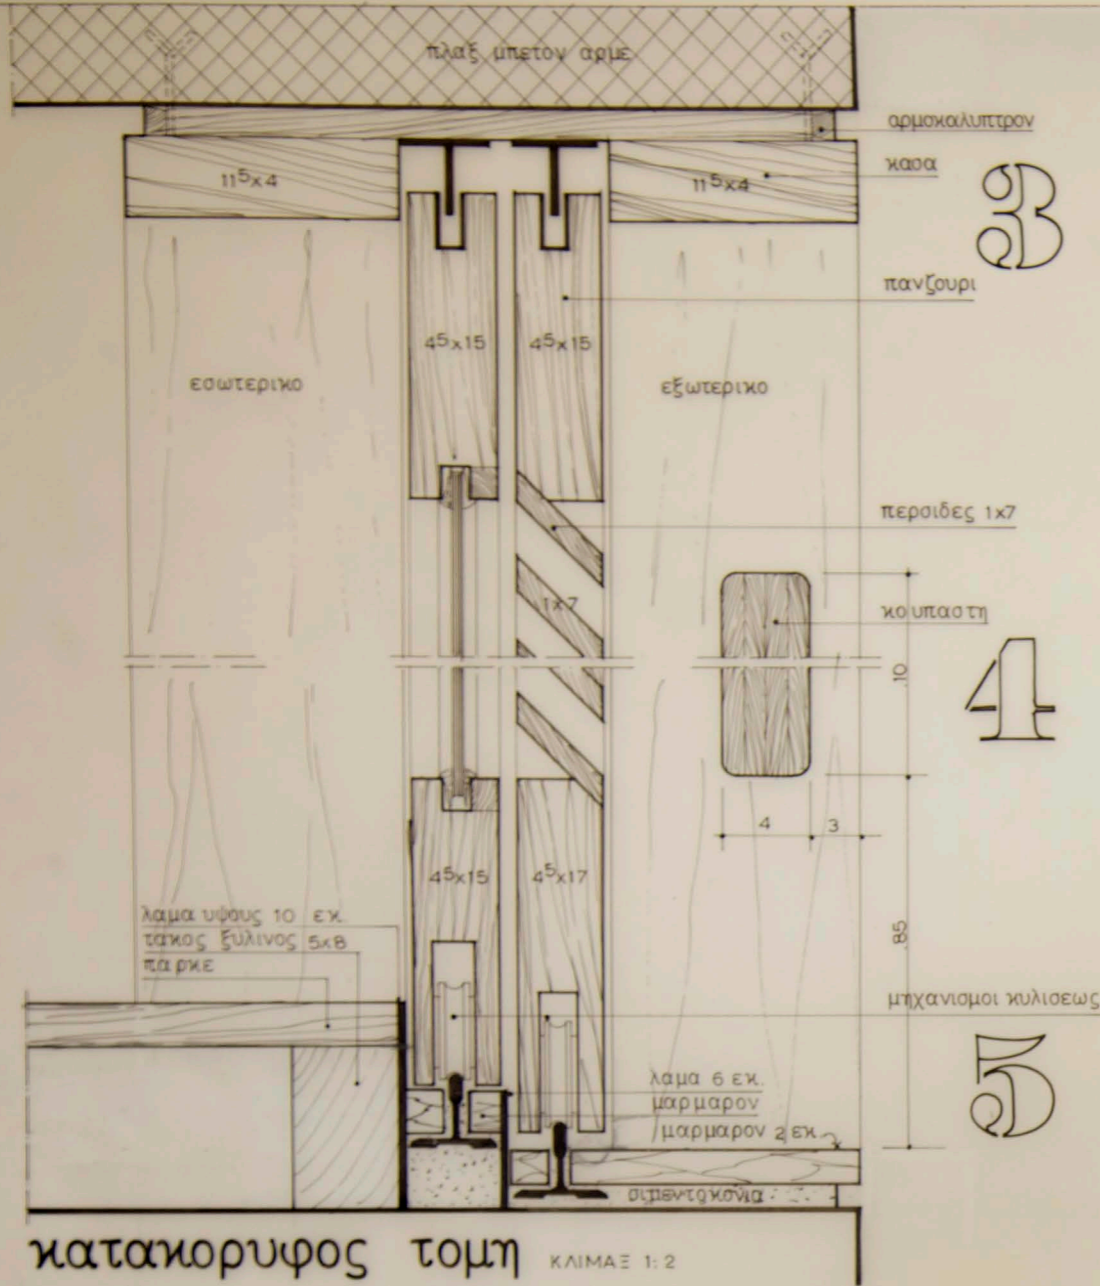 πλαξ μπετον αρμε
αρμοκαλυπτρον
κασα
11⁵x4
11⁵x4
3
πανζουρι
4⁵x15
4⁵x15
εσωτερικο
εξωτερικο
περσιδες 1x7
1x7
κουπαστη
10
4
4
3
4⁵x15
4⁵x17
λαμα υψους 10 εκ.
τακος ξυλινος 5x8
παρκε
85
μηχανισμοι κυλισεως
5
λαμα 6 εκ.
μαρμαρον
μαρμαρον 2 εκ.
σιμεντοκονια
κατακορυφος τομη ΚΛΙΜΑΞ 1:2